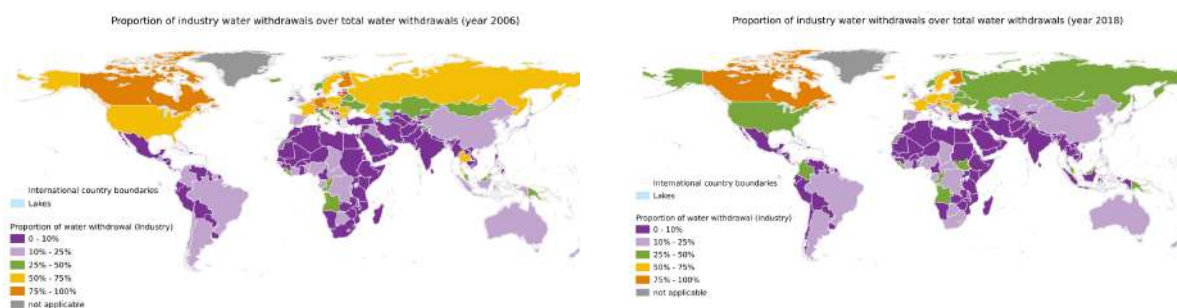 Proportion of industry water withdrawals over total water withdrawals (year 2006)
International country boundaries
Lakes
Proportion of water withdrawal (Industry)
0 - 10%
10% - 25%
25% - 50%
50% - 75%
75% - 100%
not applicable
Proportion of industry water withdrawals over total water withdrawals (year 2018)
International country boundaries
Lakes
Proportion of water withdrawal (Industry)
0 - 10%
10% - 25%
25% - 50%
50% - 75%
75% - 100%
not applicable